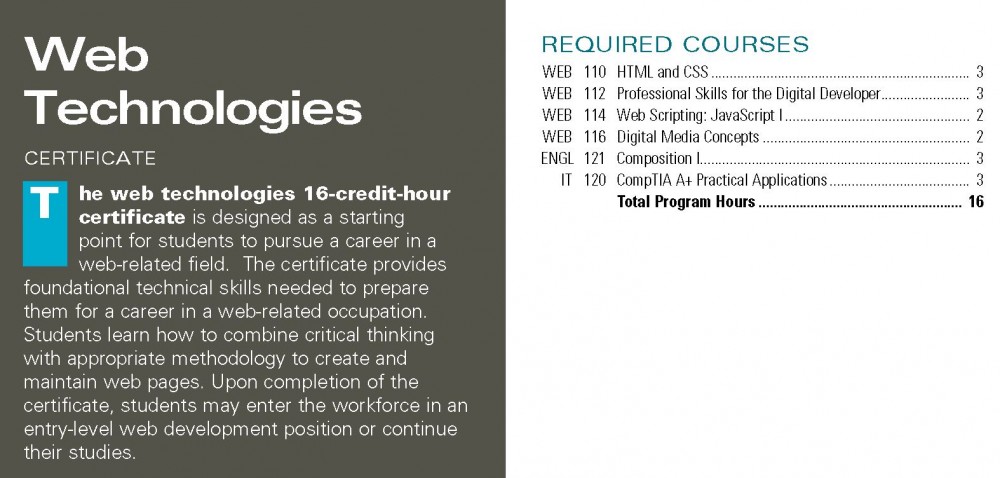 Web
Technologies
CERTIFICATE
The web technologies 16-credit-hour
certificate is designed as a starting
point for students to pursue a career in a
web-related field.  The certificate provides
foundational technical skills needed to prepare
them for a career in a web-related occupation.
Students learn how to combine critical thinking
with appropriate methodology to create and
maintain web pages. Upon completion of the
certificate, students may enter the workforce in an
entry-level web development position or continue
their studies.
REQUIRED COURSES
WEB 110 HTML and CSS ..................................................................... 3
WEB 112 Professional Skills for the Digital Developer........................ 3
WEB 114 Web Scripting: JavaScript I .................................................. 2
WEB 116 Digital Media Concepts ........................................................ 2
ENGL 121 Composition I........................................................................ 3
IT 120 CompTIA A+ Practical Applications ...................................... 3
Total Program Hours ....................................................... 16